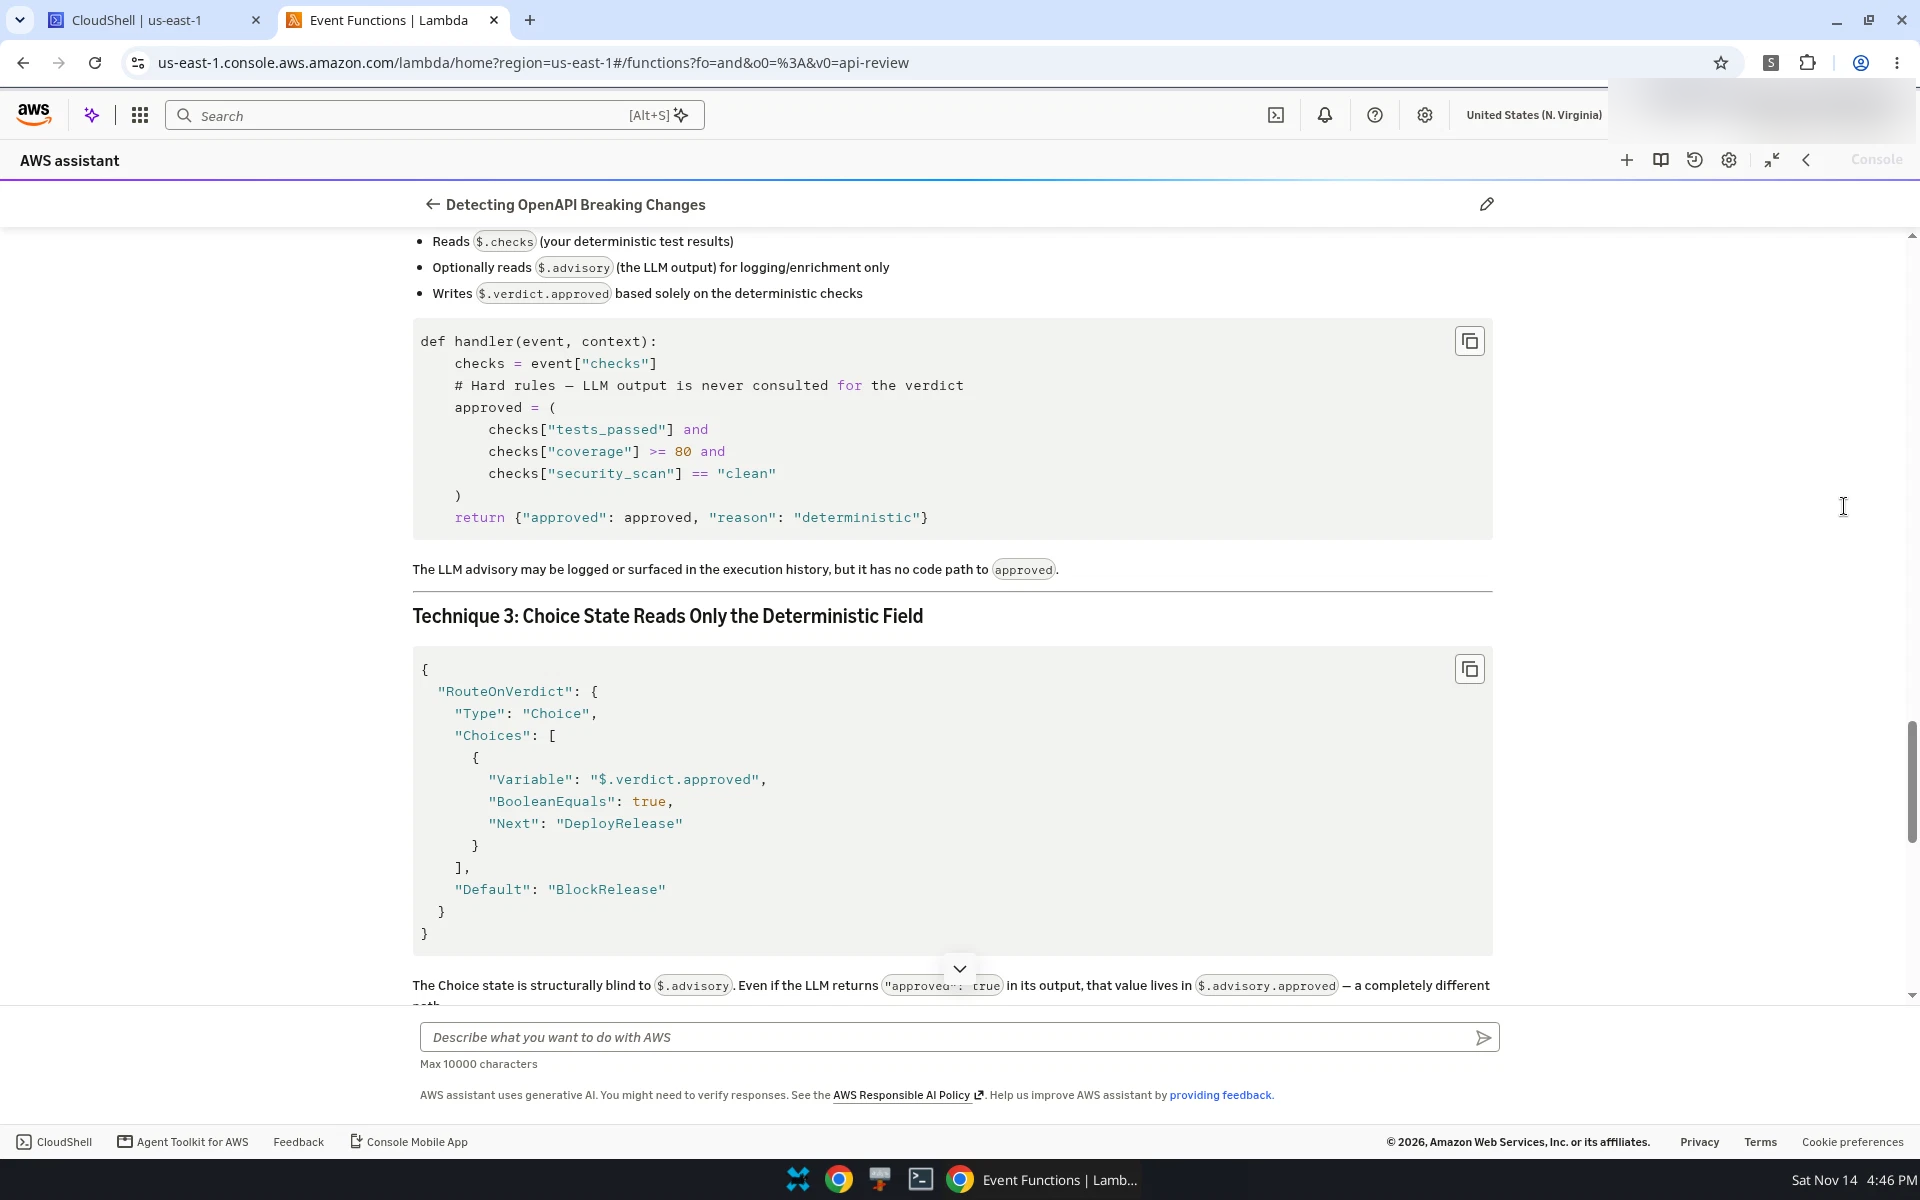 CloudShell | us-east-1
Event Functions | Lambda
us-east-1.console.aws.amazon.com/lambda/home?region=us-east-1#/functions?fo=and&o0=%3A&v0=api-review
S
aws
Search
[Alt+S]
United States (N. Virginia)
AWS assistant
Console
Detecting OpenAPI Breaking Changes
• Reads $.checks (your deterministic test results)
• Optionally reads $.advisory (the LLM output) for logging/enrichment only
• Writes $.verdict.approved based solely on the deterministic checks
def handler(event, context):
    checks = event["checks"]
    # Hard rules — LLM output is never consulted for the verdict
    approved = (
        checks["tests_passed"] and
        checks["coverage"] >= 80 and
        checks["security_scan"] == "clean"
    )
    return {"approved": approved, "reason": "deterministic"}
The LLM advisory may be logged or surfaced in the execution history, but it has no code path to approved.
Technique 3: Choice State Reads Only the Deterministic Field
{
  "RouteOnVerdict": {
    "Type": "Choice",
    "Choices": [
      {
        "Variable": "$.verdict.approved",
        "BooleanEquals": true,
        "Next": "DeployRelease"
      }
    ],
    "Default": "BlockRelease"
  }
}
The Choice state is structurally blind to $.advisory. Even if the LLM returns "approved": true in its output, that value lives in $.advisory.approved — a completely different
path.
Describe what you want to do with AWS
Max 10000 characters
AWS assistant uses generative AI. You might need to verify responses. See the AWS Responsible AI Policy. Help us improve AWS assistant by providing feedback.
CloudShell
Agent Toolkit for AWS
Feedback
Console Mobile App
© 2026, Amazon Web Services, Inc. or its affiliates.
Privacy
Terms
Cookie preferences
Event Functions | Lamb...
Sat Nov 14 4:46 PM